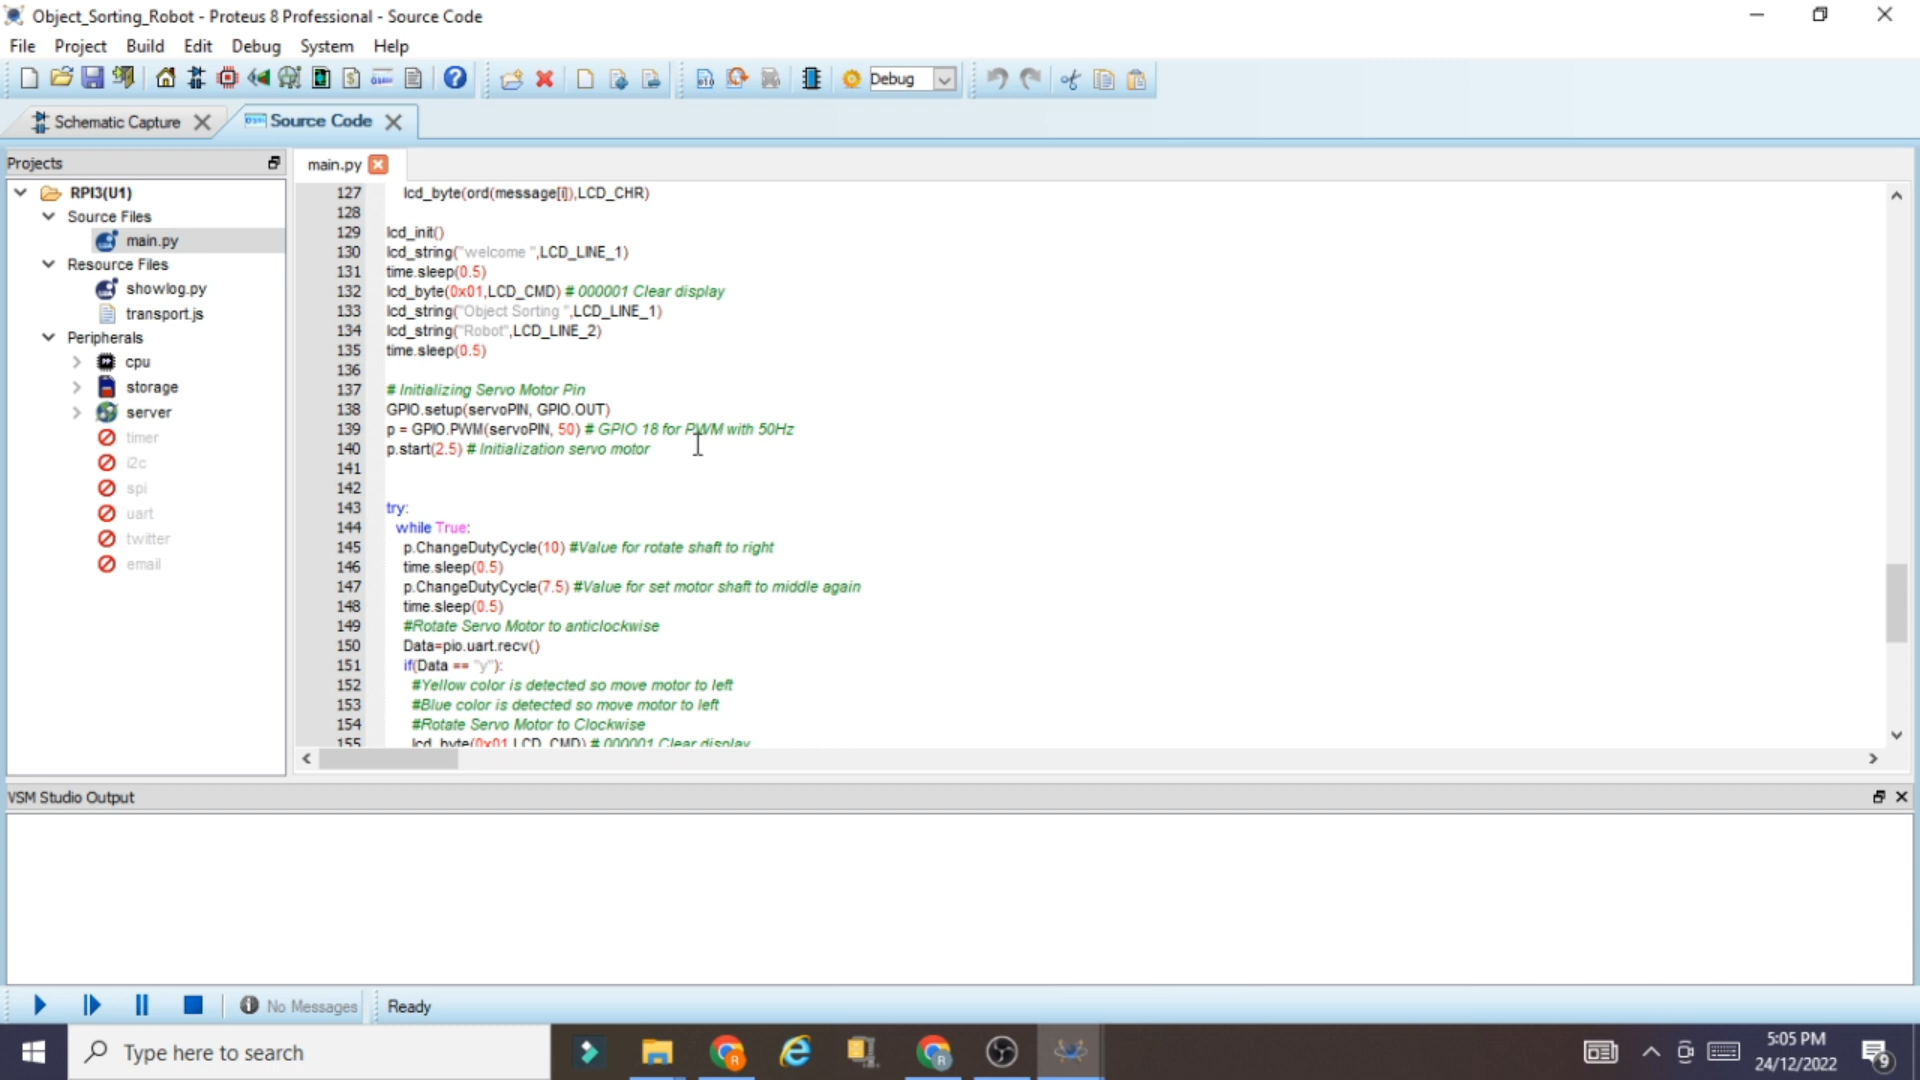 Object_Sorting_Robot - Proteus 8 Professional - Source Code
File Project Build Edit Debug System Help
Debug
Schematic Capture
Source Code
Projects
main.py
RPI3(U1)
Source Files
main.py
Resource Files
showlog.py
transport.js
Peripherals
cpu
storage
server
timer
i2c
spi
uart
twitter
email
127 lcd_byte(ord(message[i]),LCD_CHR)
128
129 lcd_init()
130 lcd_string("welcome ",LCD_LINE_1)
131 time.sleep(0.5)
132 lcd_byte(0x01,LCD_CMD) # 000001 Clear display
133 lcd_string("Object Sorting ",LCD_LINE_1)
134 lcd_string("Robot",LCD_LINE_2)
135 time.sleep(0.5)
136
137 # Initializing Servo Motor Pin
138 GPIO.setup(servoPIN, GPIO.OUT)
139 p = GPIO.PWM(servoPIN, 50) # GPIO 18 for PWM with 50Hz
140 p.start(2.5) # Initialization servo motor
141
142
143 try:
144 while True:
145 p.ChangeDutyCycle(10) #Value for rotate shaft to right
146 time.sleep(0.5)
147 p.ChangeDutyCycle(7.5) #Value for set motor shaft to middle again
148 time.sleep(0.5)
149 #Rotate Servo Motor to anticlockwise
150 Data=pio.uart.recv()
151 if(Data == "y"):
152 #Yellow color is detected so move motor to left
153 #Blue color is detected so move motor to left
154 #Rotate Servo Motor to Clockwise
155 lcd_byte(0x01,LCD_CMD) # 000001 Clear display
VSM Studio Output
No Messages
Ready
Type here to search
5:05 PM
24/12/2022
9